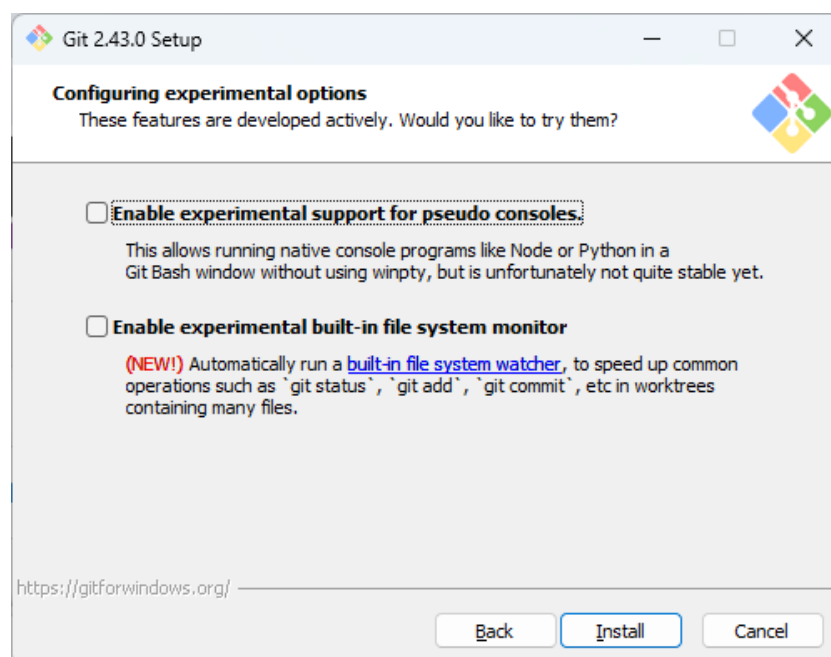 Git 2.43.0 Setup
Configuring experimental options
These features are developed actively. Would you like to try them?
Enable experimental support for pseudo consoles.
This allows running native console programs like Node or Python in a
Git Bash window without using winpty, but is unfortunately not quite stable yet.
Enable experimental built-in file system monitor
(NEW!) Automatically run a built-in file system watcher, to speed up common
operations such as `git status`, `git add`, `git commit`, etc in worktrees
containing many files.
https://gitforwindows.org/
Back Install Cancel